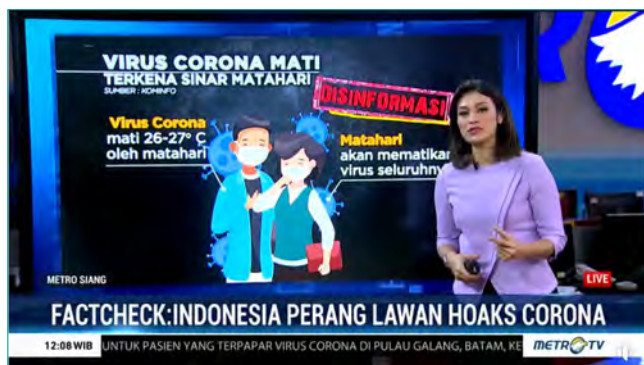 VIRUS CORONA MATI
TERKENA SINAR MATAHARI
SUMBER : KOMINFO
DISINFORMASI
Virus Corona
mati 26-27° C
oleh matahari
Matahari
akan mematikan
virus seluruhny
METRO SIANG
LIVE
FACTCHECK:INDONESIA PERANG LAWAN HOAKS CORONA
12:08 WIB
UNTUK PASIEN YANG TERPAPAR VIRUS CORONA DI PULAU GALANG, BATAM, KE
METRO TV